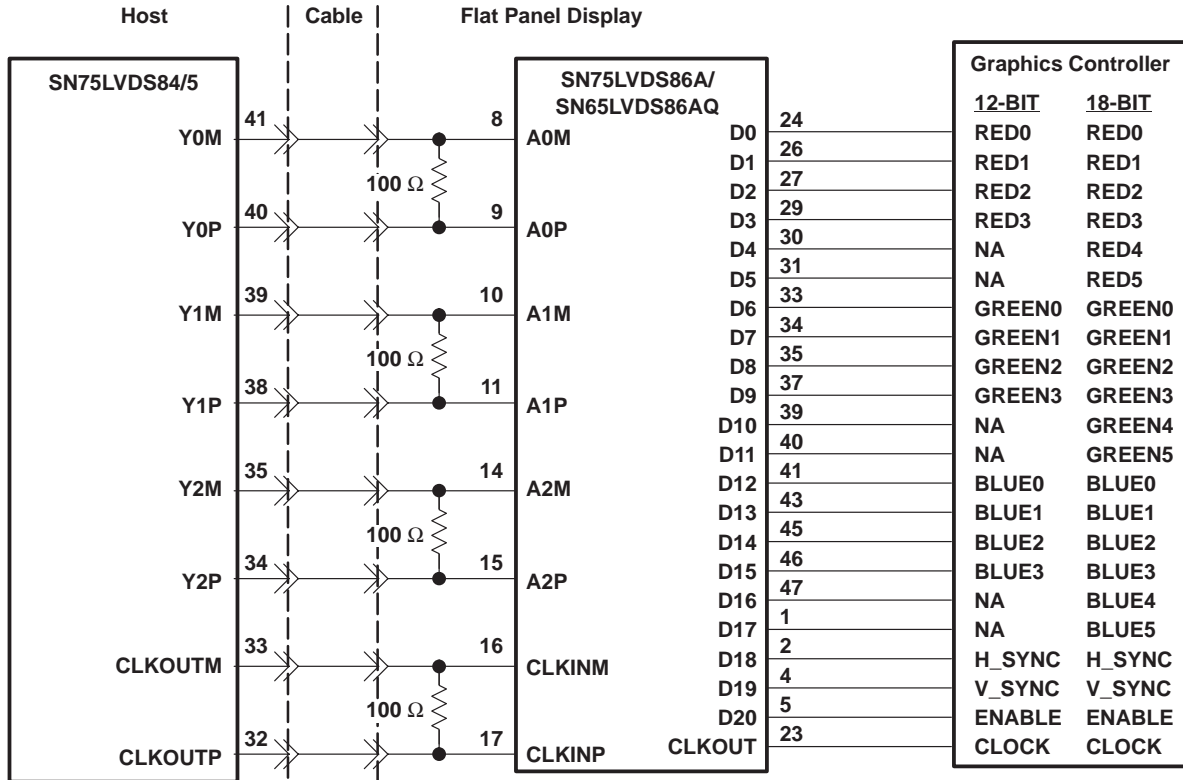 Host Cable Flat Panel Display
SN75LVDS84/5
SN75LVDS86A/
SN65LVDS86AQ
Graphics Controller
12-BIT 18-BIT
Y0M 41 8 A0M
100 Ω
Y0P 40 9 A0P
Y1M 39 10 A1M
100 Ω
Y1P 38 11 A1P
Y2M 35 14 A2M
100 Ω
Y2P 34 15 A2P
CLKOUTM 33 16 CLKINM
100 Ω
CLKOUTP 32 17 CLKINP
D0 24 RED0 RED0
D1 26 RED1 RED1
D2 27 RED2 RED2
D3 29 RED3 RED3
D4 30 NA RED4
D5 31 NA RED5
D6 33 GREEN0 GREEN0
D7 34 GREEN1 GREEN1
D8 35 GREEN2 GREEN2
D9 37 GREEN3 GREEN3
D10 39 NA GREEN4
D11 40 NA GREEN5
D12 41 BLUE0 BLUE0
D13 43 BLUE1 BLUE1
D14 45 BLUE2 BLUE2
D15 46 BLUE3 BLUE3
D16 47 NA BLUE4
D17 1 NA BLUE5
D18 2 H_SYNC H_SYNC
D19 4 V_SYNC V_SYNC
D20 5 ENABLE ENABLE
CLKOUT 23 CLOCK CLOCK